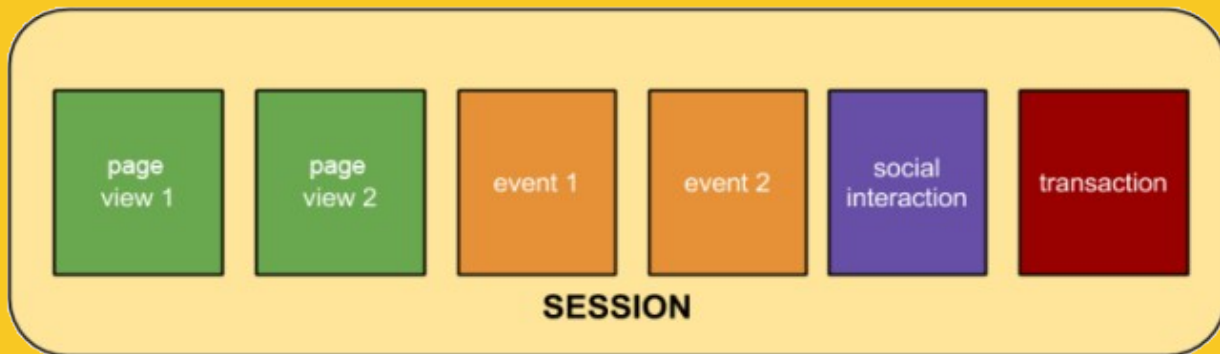 page
view 1
page
view 2
event 1
event 2
social
interaction
transaction
SESSION